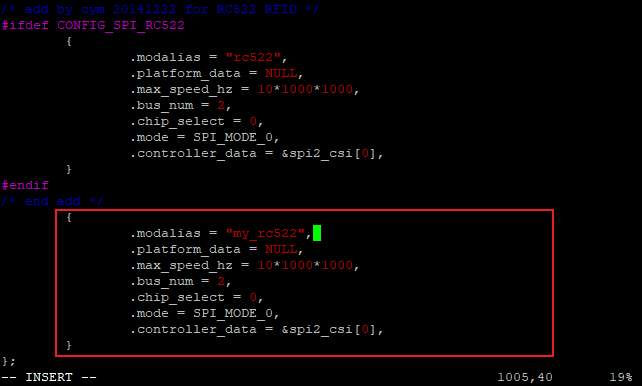 /* add by cym 20141222 for RC522 RFID */
#ifdef CONFIG_SPI_RC522
        {
                .modalias = "rc522",
                .platform_data = NULL,
                .max_speed_hz = 10*1000*1000,
                .bus_num = 2,
                .chip_select = 0,
                .mode = SPI_MODE_0,
                .controller_data = &spi2_csi[0],
        }
#endif
/* end add */
        {
                .modalias = "my_rc522",
                .platform_data = NULL,
                .max_speed_hz = 10*1000*1000,
                .bus_num = 2,
                .chip_select = 0,
                .mode = SPI_MODE_0,
                .controller_data = &spi2_csi[0],
        }
};
-- INSERT -- 1005,40 19%